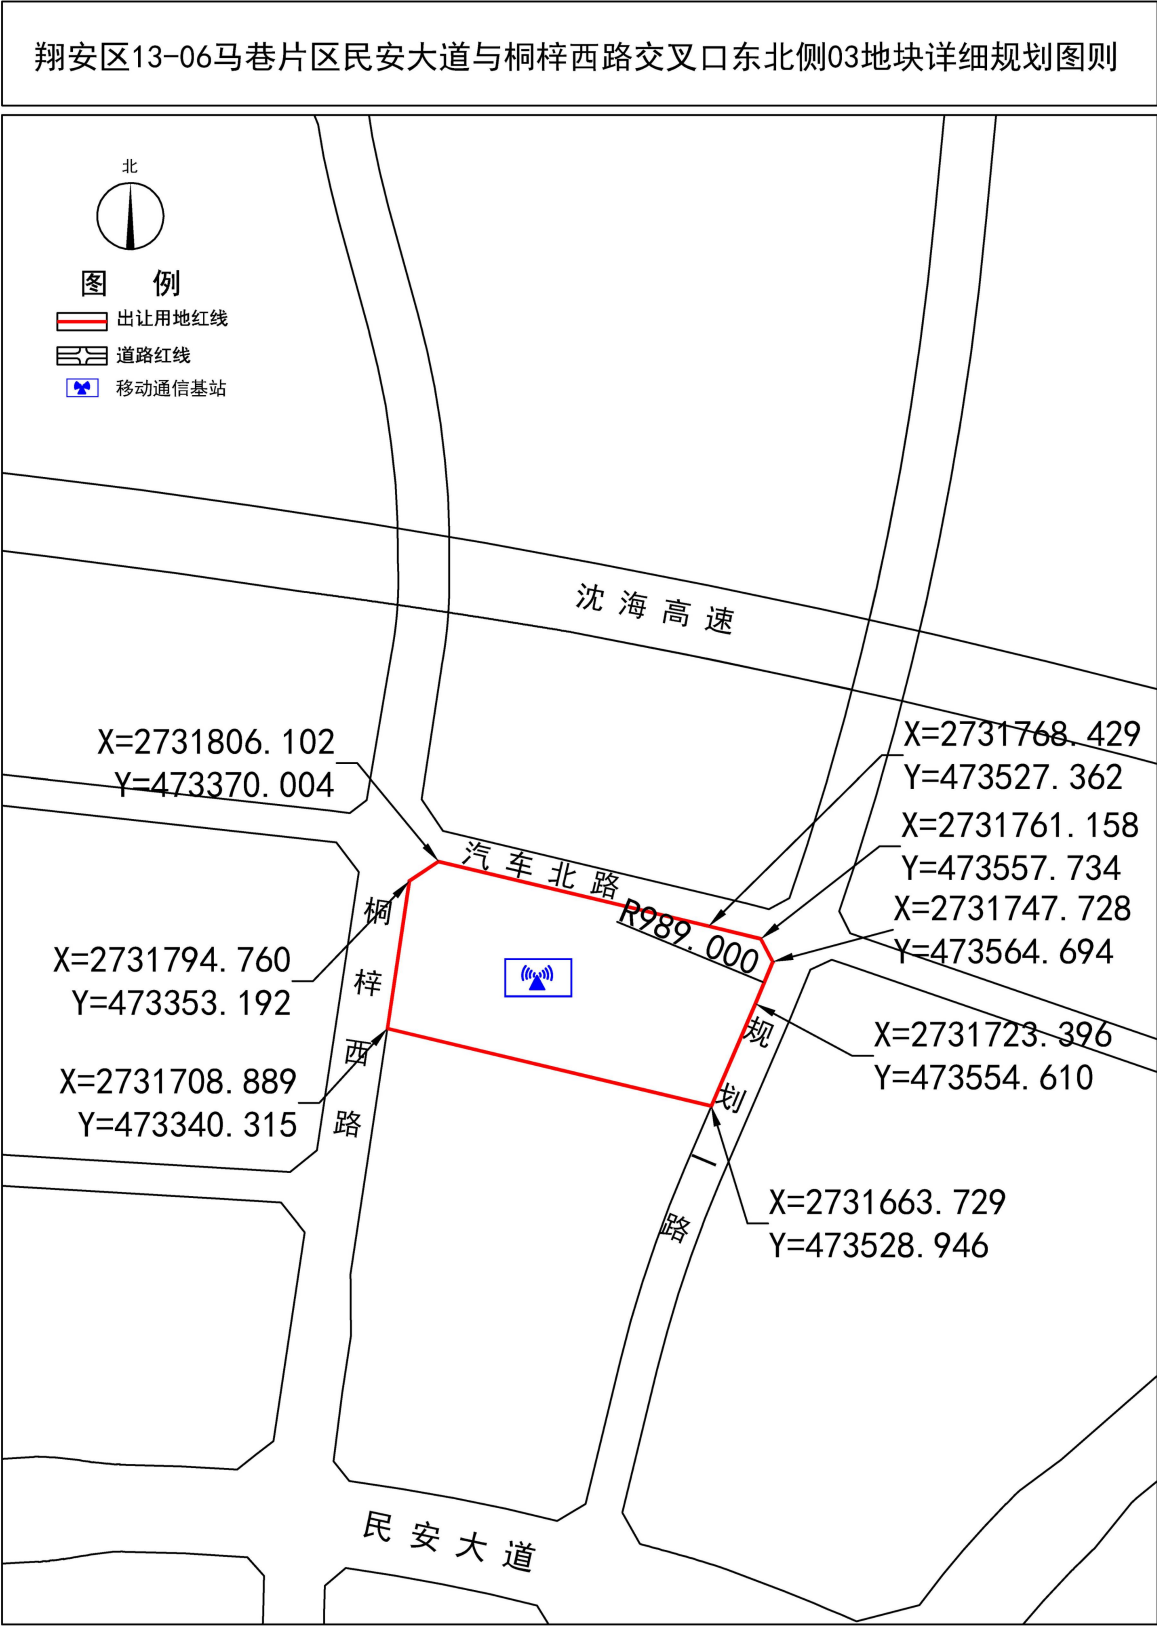 翔安区13-06马巷片区民安大道与桐梓西路交叉口东北侧03地块详细规划图则
北
图 例
出让用地红线
道路红线
移动通信基站
沈海高速
X=2731806.102
Y=473370.004
X=2731768.429
Y=473527.362
X=2731761.158
Y=473557.734
汽车北路
X=2731747.728
Y=473564.694
R989.000
X=2731794.760
Y=473353.192
桐梓西路
X=2731723.396
Y=473554.610
X=2731708.889
Y=473340.315
规划一路
X=2731663.729
Y=473528.946
民安大道